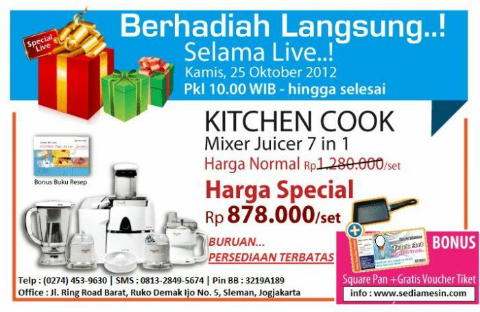 Special Live
Berhadiah Langsung..!
Selama Live..!
Kamis, 25 Oktober 2012
Pkl 10.00 WIB - hingga selesai
KITCHEN COOK
Mixer Juicer 7 in 1
Harga Normal Rp 1,280.000/set
Harga Special
Rp 878.000/set
Bonus Buku Resep
BURUAN...
PERSEDIAAN TERBATAS
+
BONUS
Square Pan +Gratis Voucher Tiket
info : www.sediamesin.com
Telp : (0274) 453-9630 | SMS : 0813-2849-5674 | Pin BB : 3219A189
Office : Jl. Ring Road Barat, Ruko Demak Ijo No. 5, Sleman, Jogjakarta